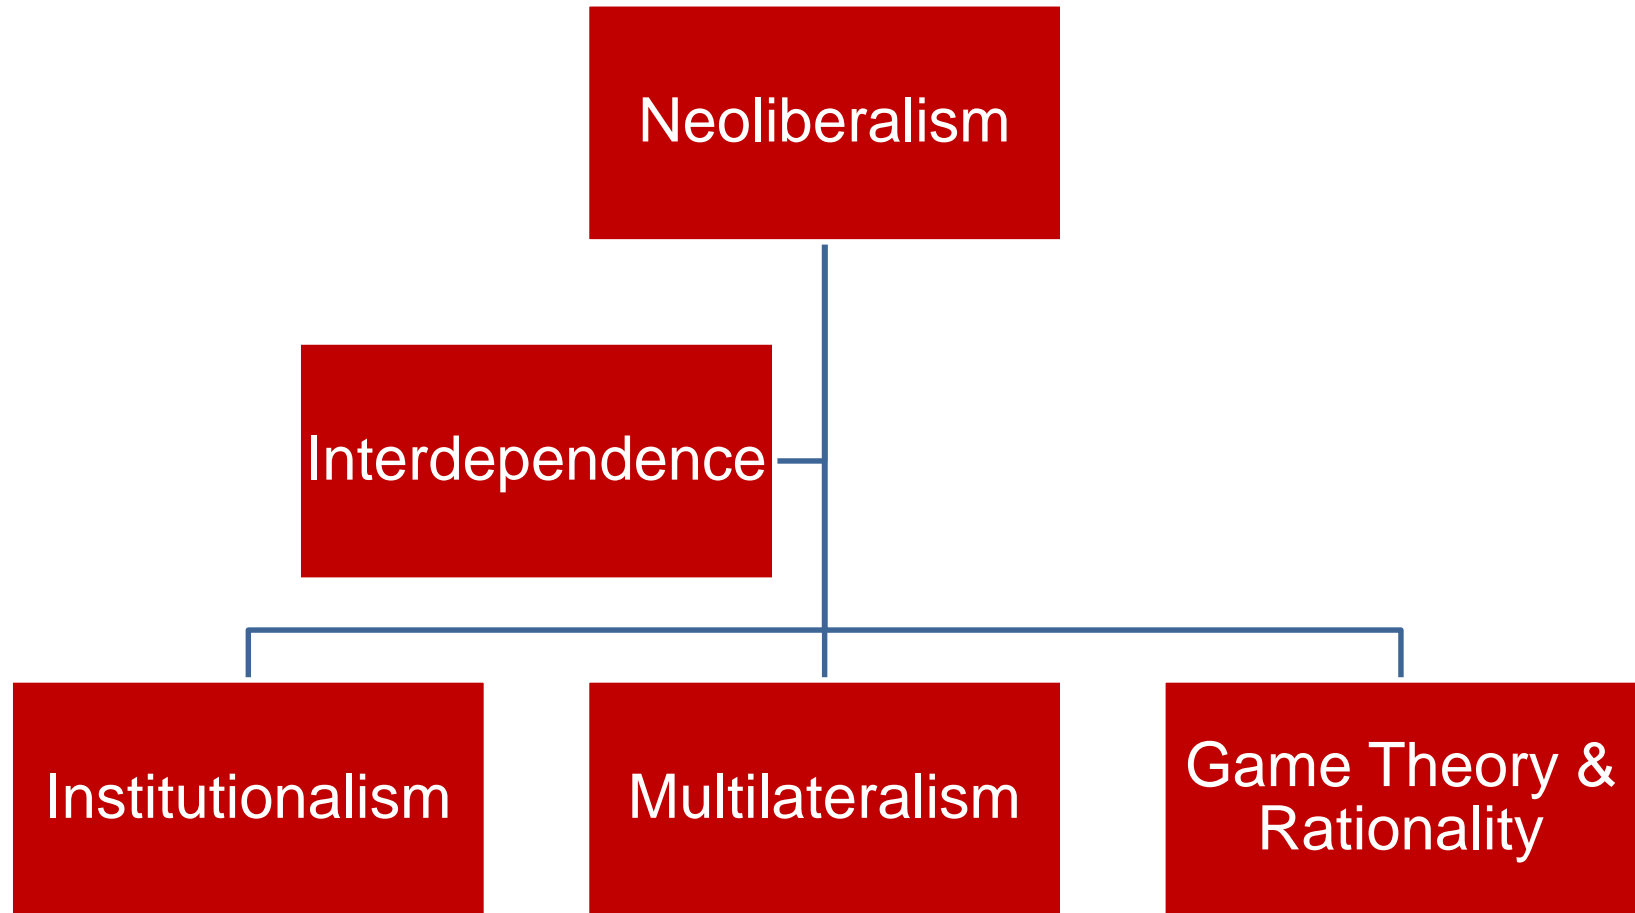 Neoliberalism
Interdependence
Institutionalism
Multilateralism
Game Theory &
Rationality